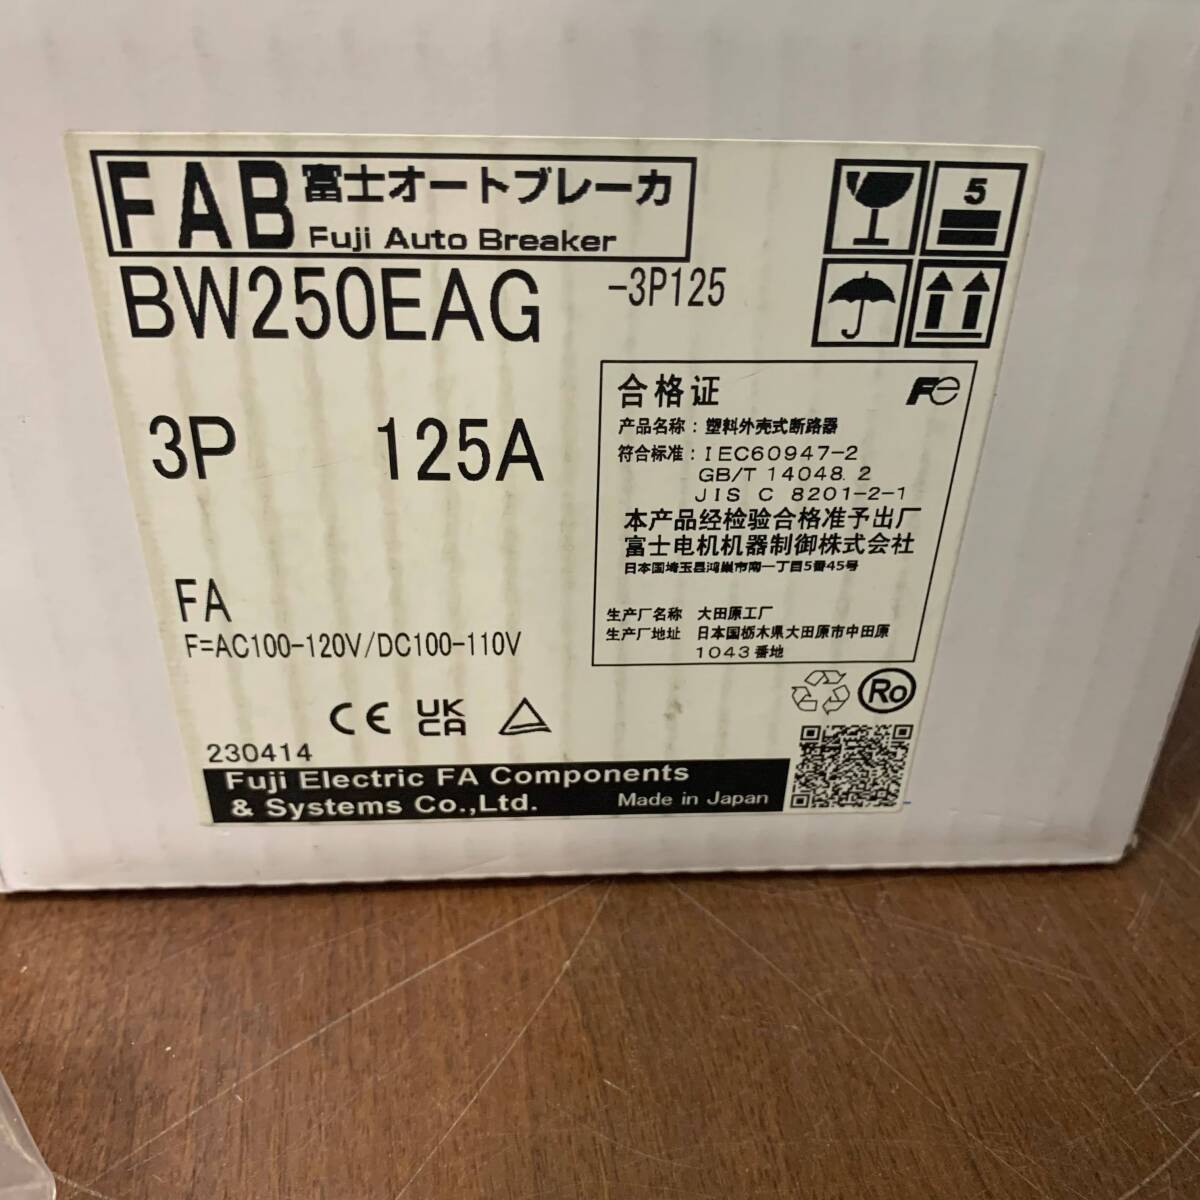 FAB 富士オートブレーカ
Fuji Auto Breaker
BW250EAG -3P125
5
3P 125A
合格证 Fe
产品名称：塑料外壳式断路器
符合标准：IEC60947-2
GB/T 14048.2
JIS C 8201-2-1
本产品经检验合格准予出厂
富士电机机器制御株式会社
日本国埼玉县鸿巢市南一丁目5番45号
生产厂名称 大田原工厂
生产厂地址 日本国栃木県大田原市中田原
1043番地
FA
F=AC100-120V/DC100-110V
CE UK
CA
Ro
230414
Fuji Electric FA Components
& Systems Co.,Ltd. Made in Japan